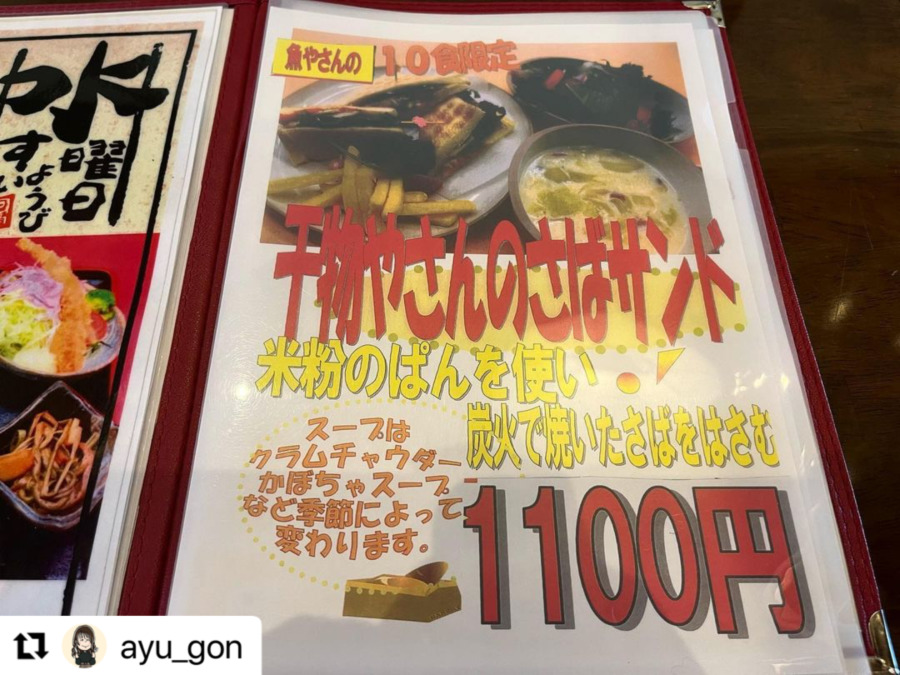 水
曜日
すいようび
魚やさんの
10食限定
干物やさんのさばサンド
米粉のぱんを使い
炭火で焼いたさばをはさむ
スープは
クラムチャウダー
かぼちゃスープ
など季節によって
変わります。
1100円
ayu_gon